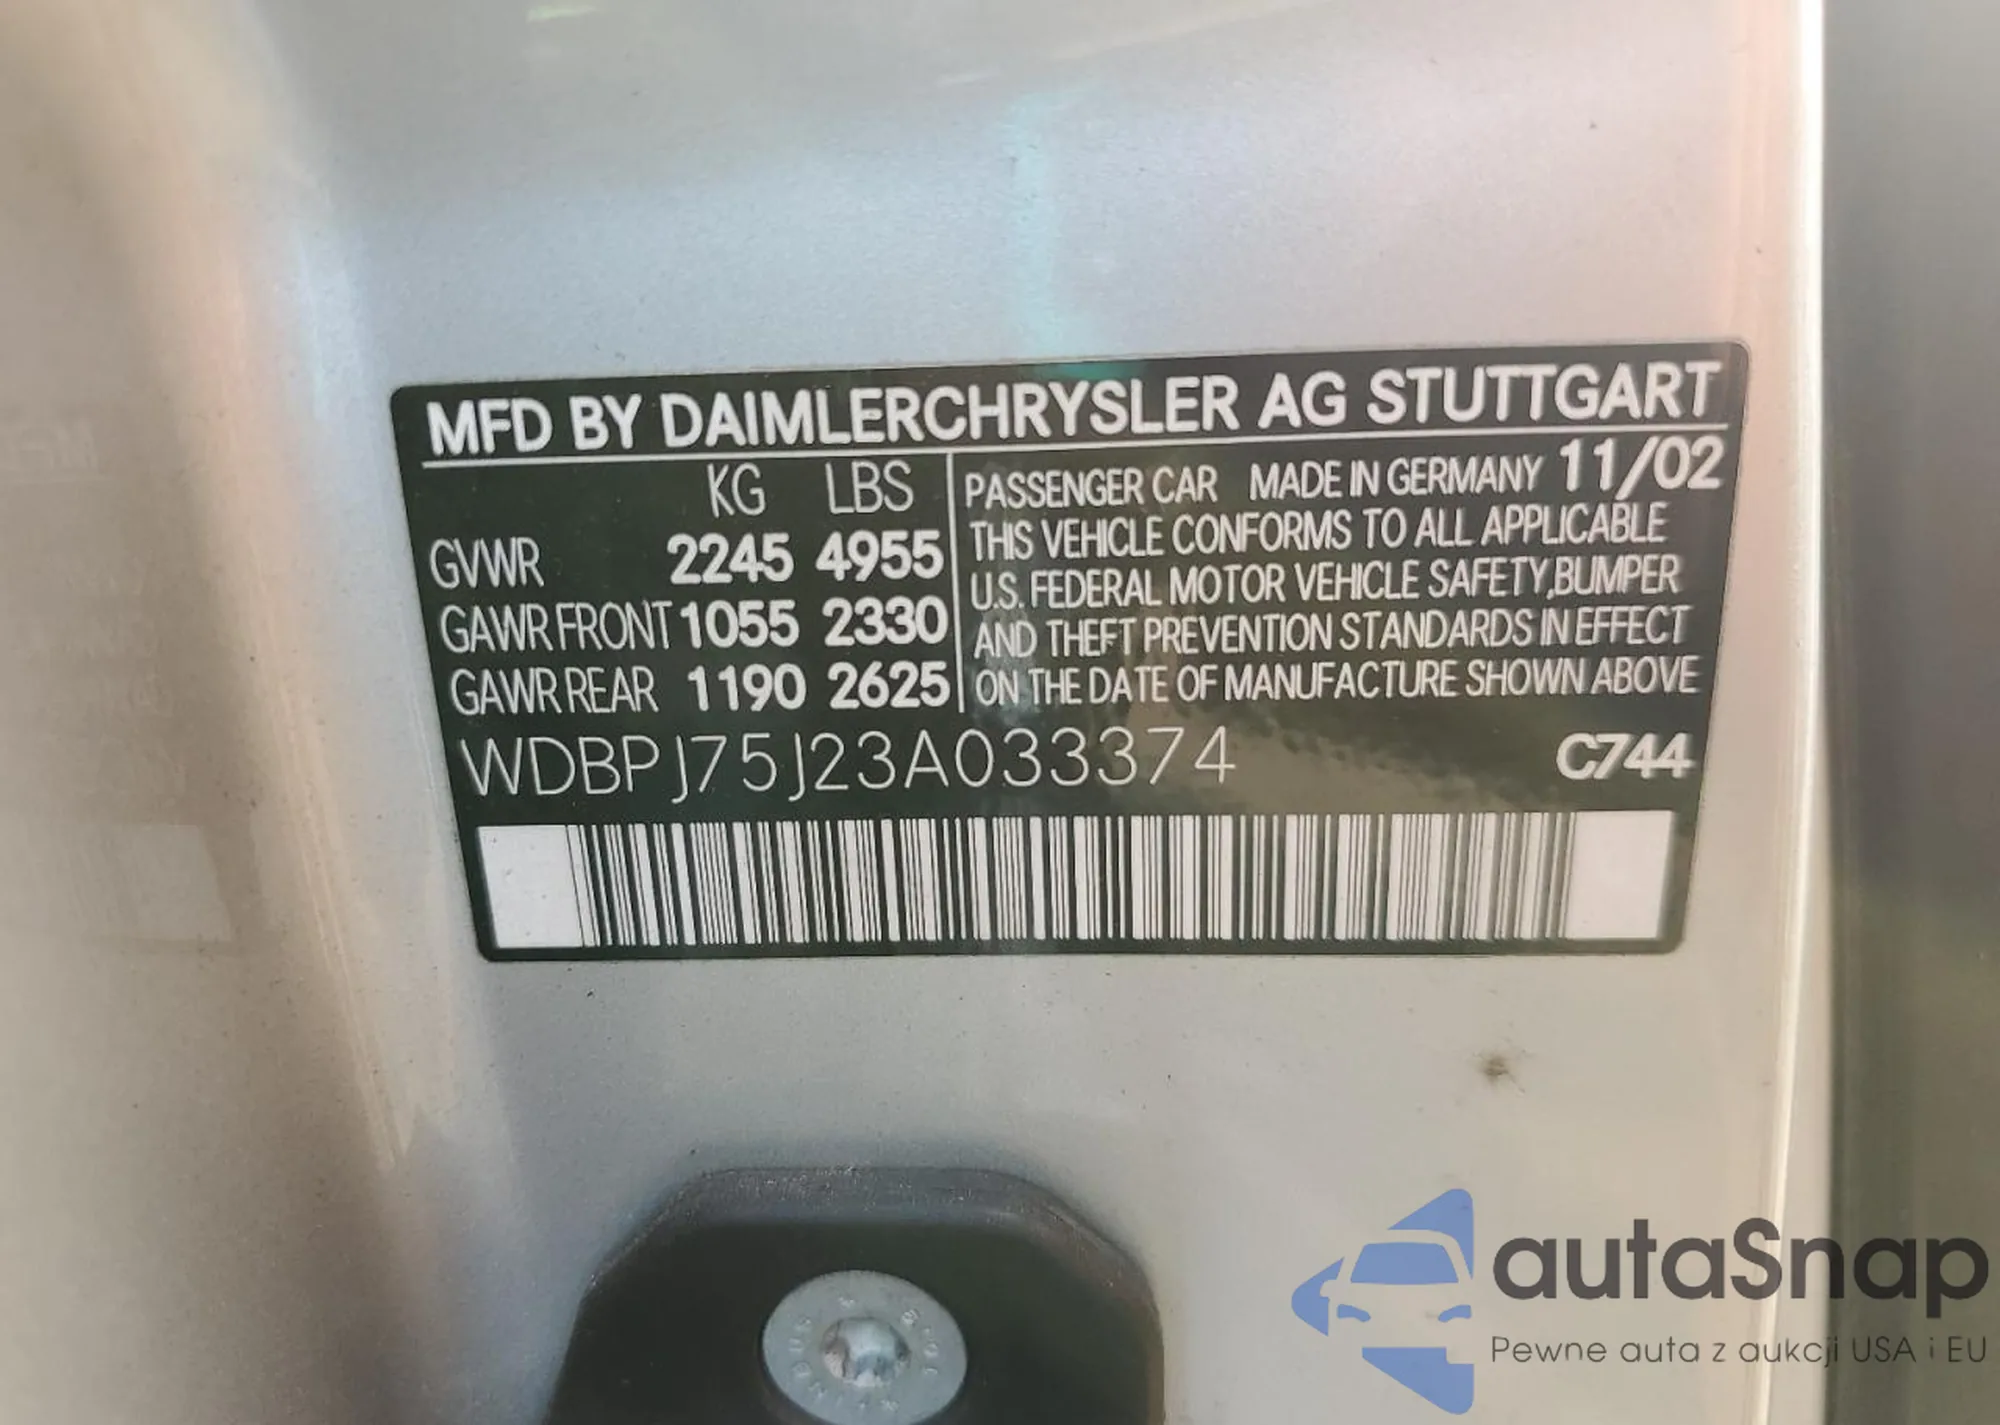 MFD BY DAIMLERCHRYSLER AG STUTTGART
KG LBS
GVWR 2245 4955
GAWR FRONT 1055 2330
GAWR REAR 1190 2625
PASSENGER CAR MADE IN GERMANY 11/02
THIS VEHICLE CONFORMS TO ALL APPLICABLE
U.S. FEDERAL MOTOR VEHICLE SAFETY,BUMPER
AND THEFT PREVENTION STANDARDS IN EFFECT
ON THE DATE OF MANUFACTURE SHOWN ABOVE
WDBPJ75J23A033374 C744
autaSnap
Pewne auta z aukcji USA i EU